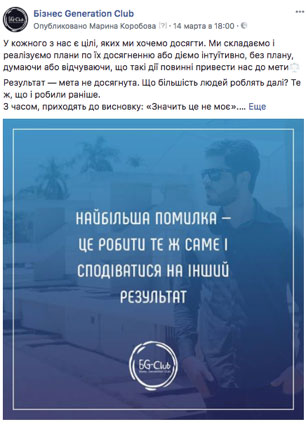 Бізнес Generation Club
Опубликовано Марина Коробова [?] · 14 марта в 18:00 ·
У кожного з нас є цілі, яких ми хочемо досягти. Ми складаємо і
реалізуємо плани по їх досягненню або діємо інтуїтивно, без плану,
думаючи або відчуваючи, що такі дії повинні привести нас до мети
Результат — мета не досягнута. Що більшість людей роблять далі? Те
ж, що і робили раніше.
З часом, приходять до висновку: «Значить це не моє».... Еще
НАЙБІЛЬША ПОМИЛКА –
ЦЕ РОБИТИ ТЕ Ж САМЕ І
СПОДІВАТИСЯ НА ІНШИЙ
РЕЗУЛЬТАТ
BG-Club